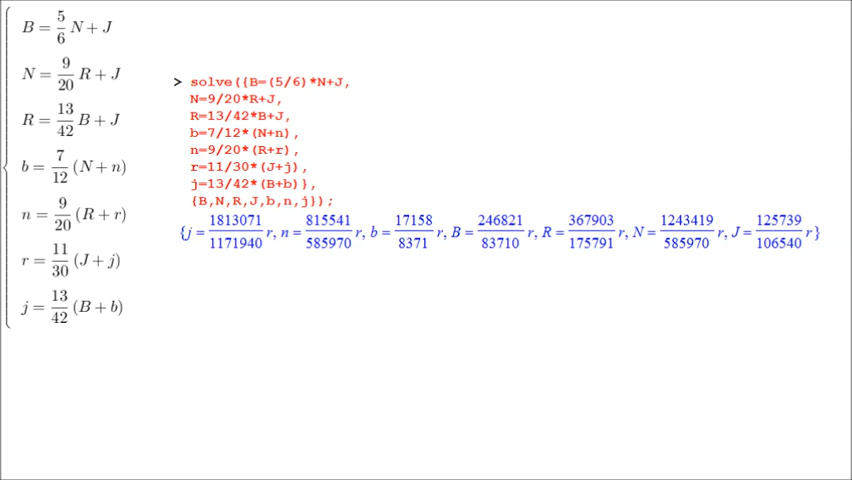 B = 5/6 N + J
N = 9/20 R + J
R = 13/42 B + J
b = 7/12 (N + n)
n = 9/20 (R + r)
r = 11/30 (J + j)
j = 13/42 (B + b)
> solve({B=(5/6)*N+J,
N=9/20*R+J,
R=13/42*B+J,
b=7/12*(N+n),
n=9/20*(R+r),
r=11/30*(J+j),
j=13/42*(B+b)},
{B,N,R,J,b,n,j});
{j = 1813071/1171940 r, n = 815541/585970 r, b = 17158/8371 r, B = 246821/83710 r, R = 367903/175791 r, N = 1243419/585970 r, J = 125739/106540 r}